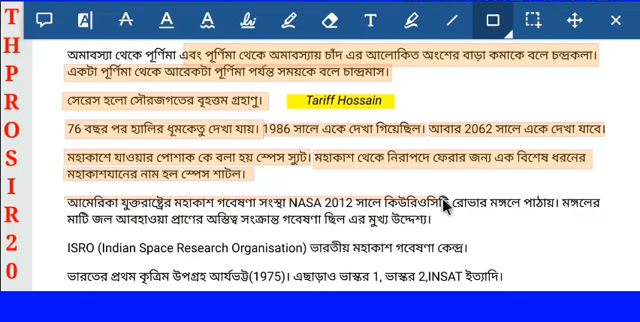 THPROSIR20
অমাবস্যা থেকে পূর্ণিমা এবং পূর্ণিমা থেকে অমাবস্যায় চাঁদ এর আলোকিত অংশের বাড়া কমাকে বলে চন্দ্রকলা।
একটা পূর্ণিমা থেকে আরেকটা পূর্ণিমা পর্যন্ত সময়কে বলে চান্দ্রমাস।
সেরেস হলো সৌরজগতের বৃহত্তম গ্রহাণু। Tariff Hossain
76 বছর পর হ্যালির ধূমকেতু দেখা যায়। 1986 সালে একে দেখা গিয়েছিল। আবার 2062 সালে একে দেখা যাবে।
মহাকাশে যাওয়ার পোশাক কে বলা হয় স্পেস স্যুট। মহাকাশ থেকে নিরাপদে ফেরার জন্য এক বিশেষ ধরনের
মহাকাশযানের নাম হল স্পেস শাটল।
আমেরিকা যুক্তরাষ্ট্রের মহাকাশ গবেষণা সংস্থা NASA 2012 সালে কিউরিওসিটি রোভার মঙ্গলে পাঠায়। মঙ্গলের
মাটি জল আবহাওয়া প্রাণের অস্তিত্ব সংক্রান্ত গবেষণা ছিল এর মুখ্য উদ্দেশ্য।
ISRO (Indian Space Research Organisation) ভারতীয় মহাকাশ গবেষণা কেন্দ্র।
ভারতের প্রথম কৃত্রিম উপগ্রহ আর্যভট্ট(1975)। এছাড়াও ভাস্কর 1, ভাস্কর 2,INSAT ইত্যাদি।